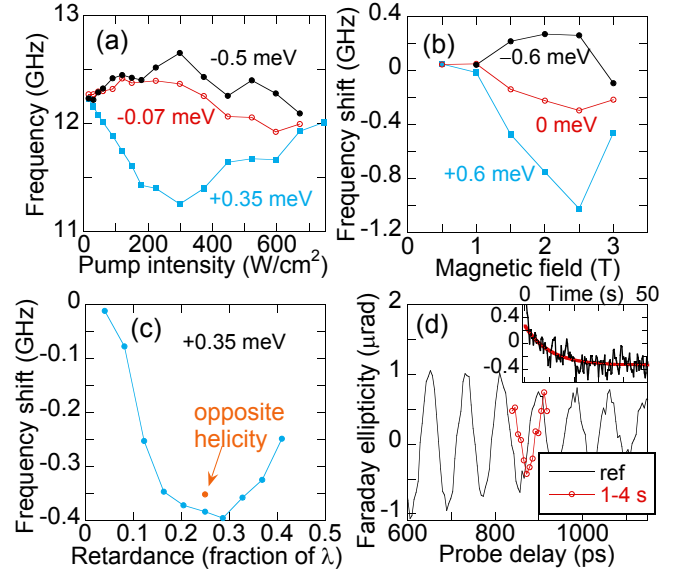 (a)
-0.5 meV
-0.07 meV
+0.35 meV
Frequency (GHz)
13
12
11
0 200 400 600
Pump intensity (W/cm²)
(b)
−0.6 meV
0 meV
+0.6 meV
Frequency shift (GHz)
0.4
0
-0.4
-0.8
-1.2
0 1 2 3
Magnetic field (T)
(c)
+0.35 meV
opposite
helicity
Frequency shift (GHz)
0
-0.1
-0.2
-0.3
-0.4
0 0.1 0.2 0.3 0.4 0.5
Retardance (fraction of λ)
(d)
0 Time (s) 50
0.4
0
-0.4
Faraday ellipticity (μrad)
2
1
0
-1
ref
1-4 s
600 800 1000
Probe delay (ps)